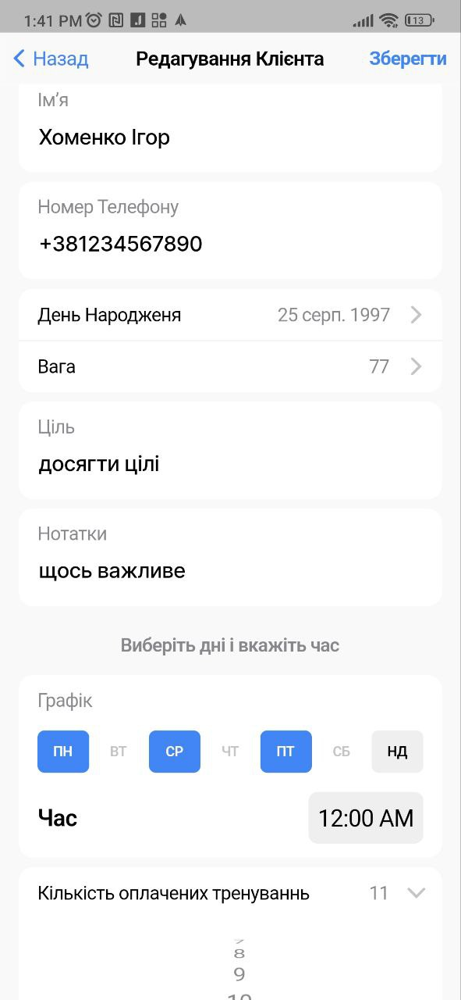 1:41 PM
13
Назад
Редагування Клієнта
Зберегти
Ім’я
Хоменко Ігор
Номер Телефону
+381234567890
День Народженя
25 серп. 1997
Вага
77
Ціль
досягти цілі
Нотатки
щось важливе
Виберіть дні і вкажіть час
Графік
ПН ВТ СР ЧТ ПТ СБ НД
Час
12:00 AM
Кількість оплачених тренуваннь
11
8
9
10